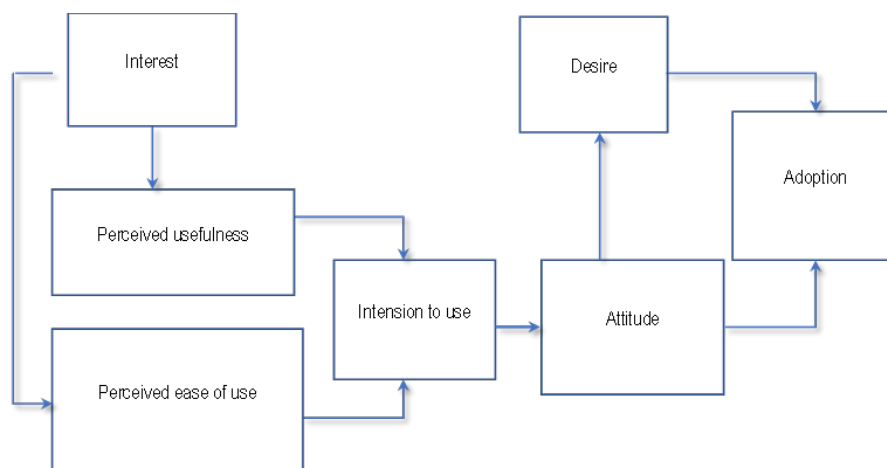 Interest
Desire
Adoption
Perceived usefulness
Intension to use
Attitude
Perceived ease of use